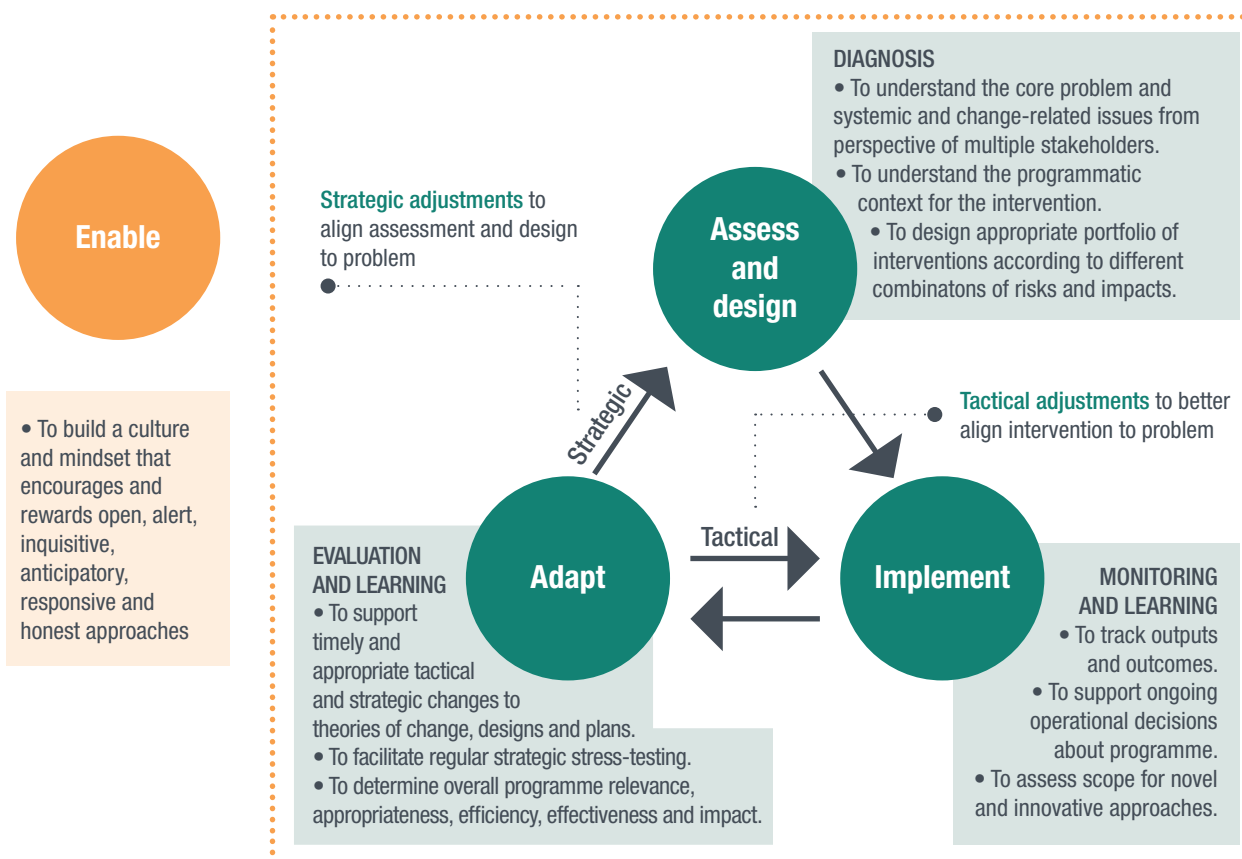 Enable
• To build a culture
and mindset that
encourages and
rewards open, alert,
inquisitive,
anticipatory,
responsive and
honest approaches
Strategic adjustments to
align assessment and design
to problem
Assess
and
design
DIAGNOSIS
• To understand the core problem and
systemic and change-related issues from
perspective of multiple stakeholders.
• To understand the programmatic
context for the intervention.
• To design appropriate portfolio of
interventions according to different
combinatons of risks and impacts.
Strategic
Tactical adjustments to better
align intervention to problem
Tactical
Adapt
Implement
EVALUATION
AND LEARNING
• To support
timely and
appropriate tactical
and strategic changes to
theories of change, designs and plans.
• To facilitate regular strategic stress-testing.
• To determine overall programme relevance,
appropriateness, efficiency, effectiveness and impact.
MONITORING
AND LEARNING
• To track outputs
and outcomes.
• To support ongoing
operational decisions
about programme.
• To assess scope for novel
and innovative approaches.